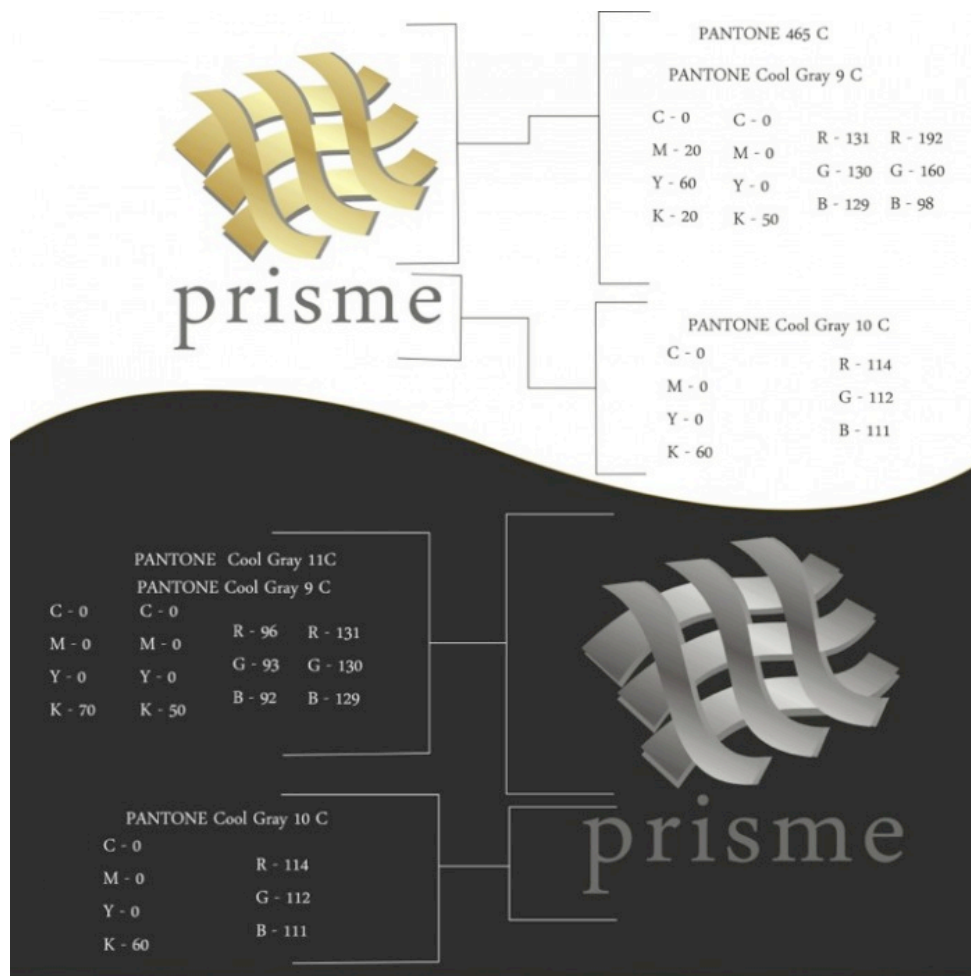 PANTONE 465 C
PANTONE Cool Gray 9 C
C - 0 C - 0
M - 20 M - 0
Y - 60 Y - 0
K - 20 K - 50
R - 131 R - 192
G - 130 G - 160
B - 129 B - 98
prisme
PANTONE Cool Gray 10 C
C - 0
M - 0
Y - 0
K - 60
R - 114
G - 112
B - 111
PANTONE Cool Gray 11C
PANTONE Cool Gray 9 C
C - 0 C - 0
M - 0 M - 0
Y - 0 Y - 0
K - 70 K - 50
R - 96 R - 131
G - 93 G - 130
B - 92 B - 129
prisme
PANTONE Cool Gray 10 C
C - 0
M - 0
Y - 0
K - 60
R - 114
G - 112
B - 111